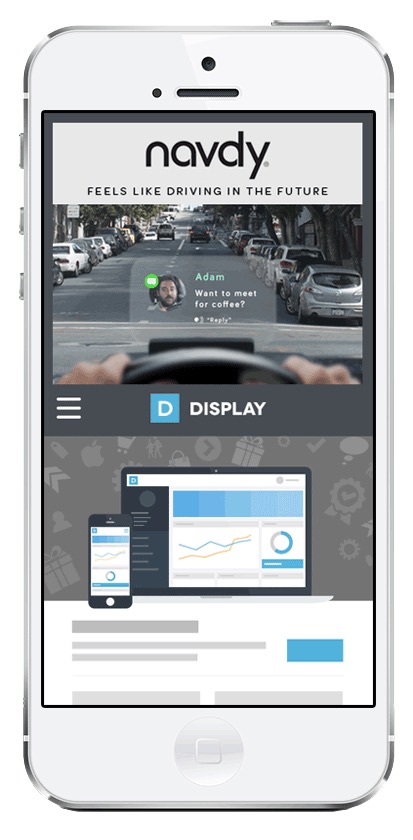 navdy®
FEELS LIKE DRIVING IN THE FUTURE
Adam
Want to meet
for coffee?
"Reply"
D DISPLAY
D